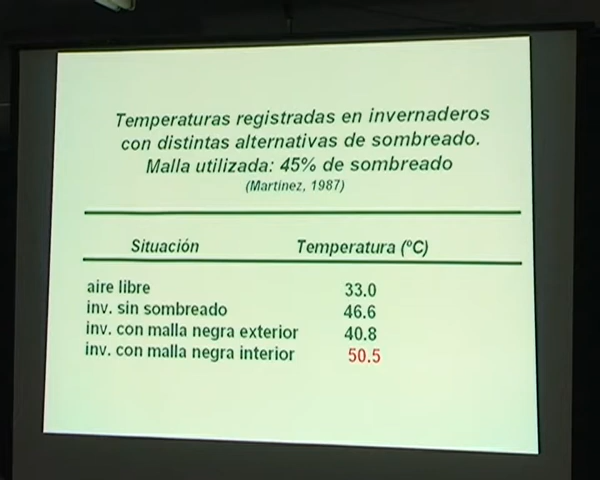 Temperaturas registradas en invernaderos
con distintas alternativas de sombreado.
Malla utilizada: 45% de sombreado
(Martinez, 1987)
Situación Temperatura (ºC)
aire libre 33.0
inv. sin sombreado 46.6
inv. con malla negra exterior 40.8
inv. con malla negra interior 50.5